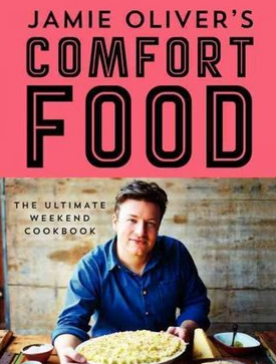 JAMIE OLIVER'S
COMFORT
FOOD
THE ULTIMATE
WEEKEND
COOKBOOK